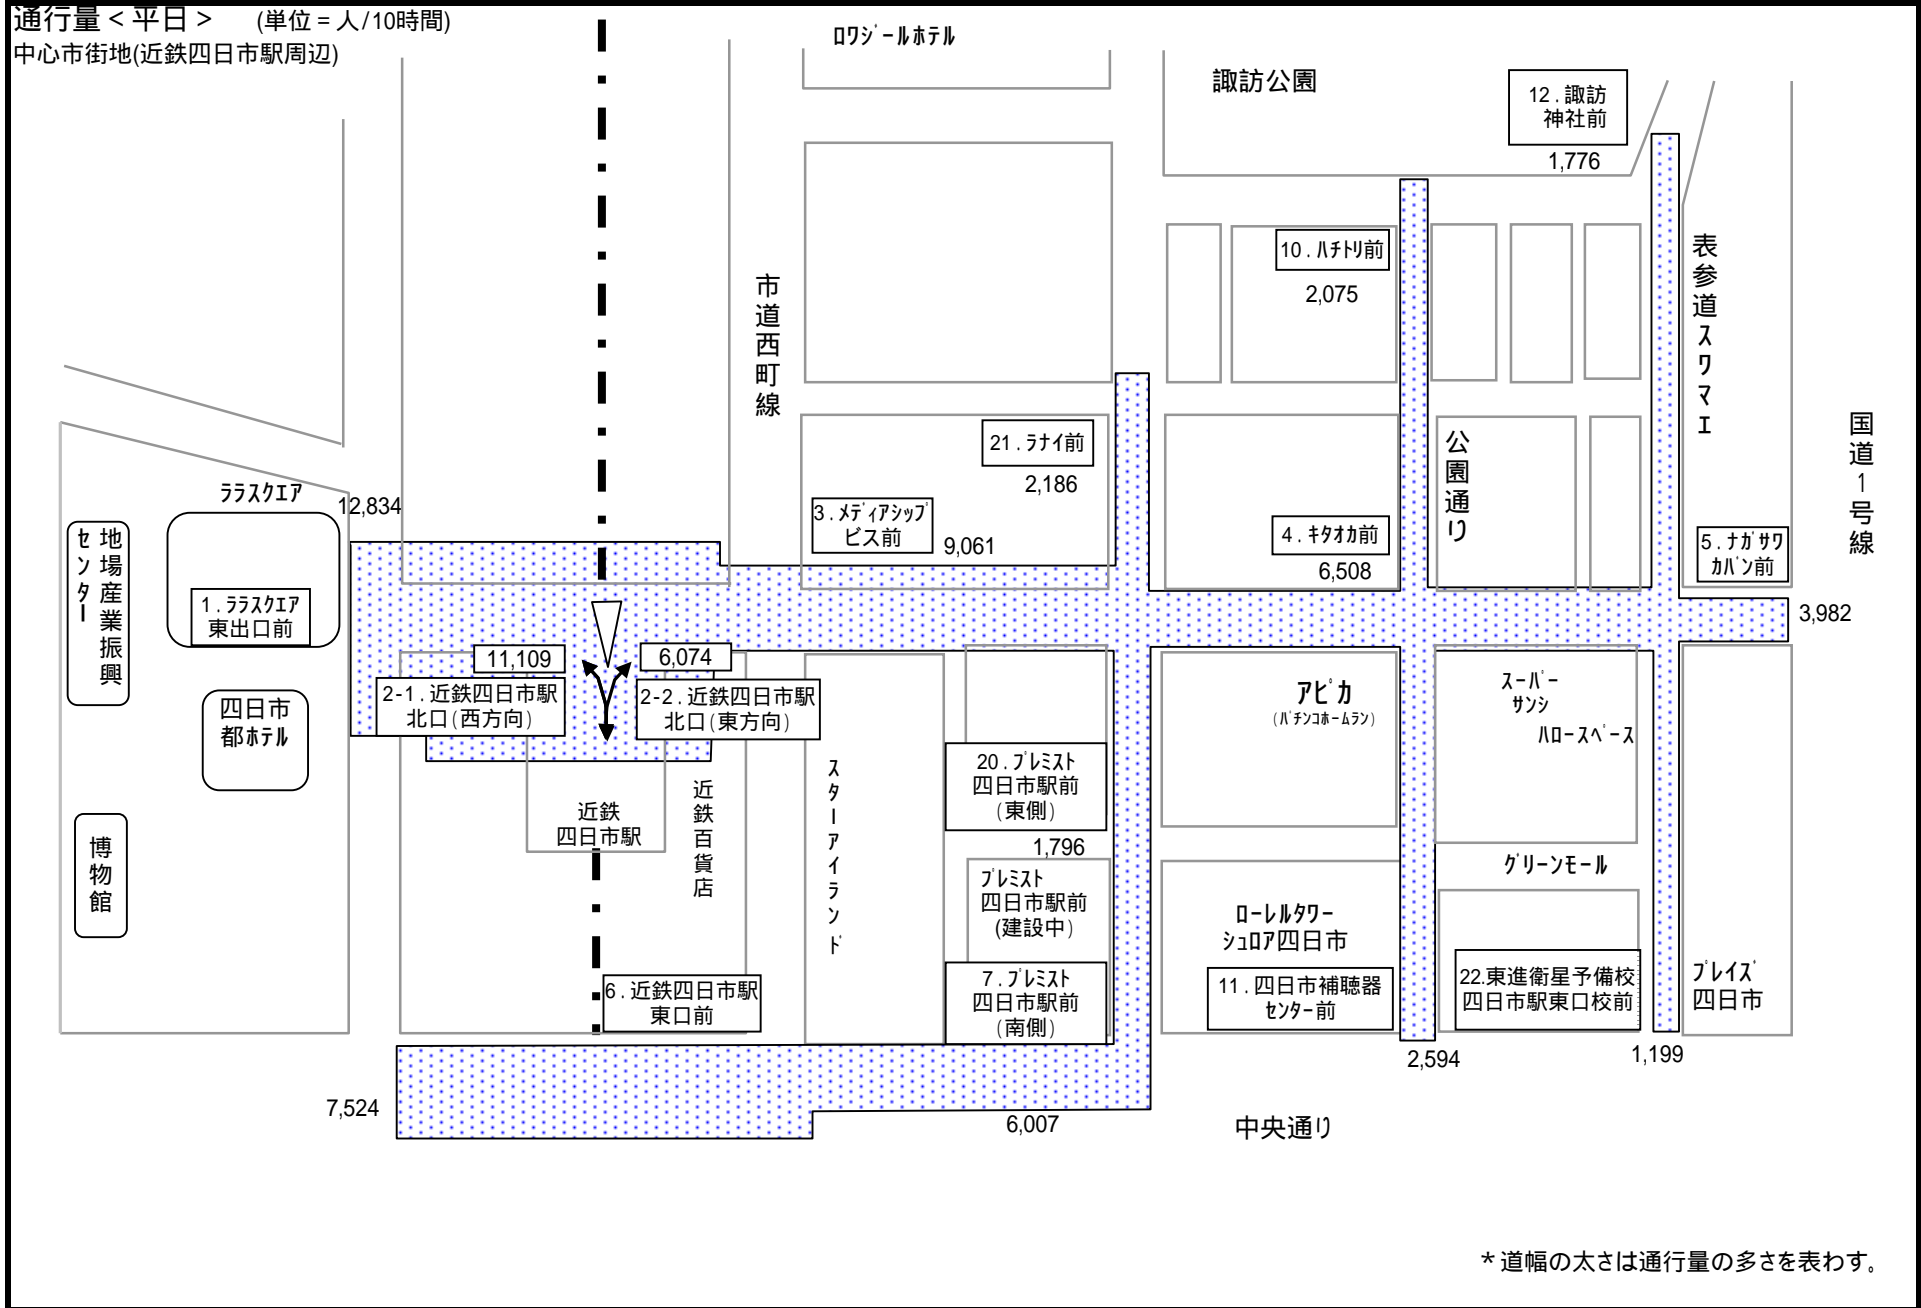 通行量＜平日＞ (単位＝人/10時間)
中心市街地(近鉄四日市駅周辺)
ﾛﾜｼﾞｰﾙﾎﾃﾙ
諏訪公園
12．諏訪
神社前
1,776
10．ﾊﾁﾄﾘ前
2,075
市道西町線
表参道ｽﾜﾏｴ
国道1号線
公園通り
21．ﾗﾅｲ前
2,186
3．ﾒﾃﾞｨｱｼｯﾌﾟ
ﾋﾞｽ前
9,061
4．ｷﾀｵｶ前
6,508
5．ﾅｶﾞｻﾜ
ｶﾊﾞﾝ前
3,982
ﾗﾗｽｸｴｱ
12,834
地場産業振興
センター
1．ﾗﾗｽｸｴｱ
東出口前
11,109
6,074
2-1．近鉄四日市駅
北口(西方向)
2-2．近鉄四日市駅
北口(東方向)
四日市
都ﾎﾃﾙ
博物館
近鉄
四日市駅
近鉄百貨店
スターアイランド
20．ﾌﾟﾚﾐｽﾄ
四日市駅前
(東側)
1,796
ﾌﾟﾚﾐｽﾄ
四日市駅前
(建設中)
7．ﾌﾟﾚﾐｽﾄ
四日市駅前
(南側)
6．近鉄四日市駅
東口前
アピカ
(ﾊﾟﾁﾝｺﾎｰﾑﾗﾝ)
ｽｰﾊﾟｰ
ｻﾝｼ
ﾊﾛｰｽﾍﾟｰｽ
ｸﾞﾘｰﾝﾓｰﾙ
ﾛｰﾚﾙﾀﾜｰ
ｼｭﾛｱ四日市
11．四日市補聴器
ｾﾝﾀｰ前
22.東進衛星予備校
四日市駅東口校前
ﾌﾟﾚｲｽﾞ
四日市
2,594
1,199
7,524
6,007
中央通り
＊道幅の太さは通行量の多さを表わす。